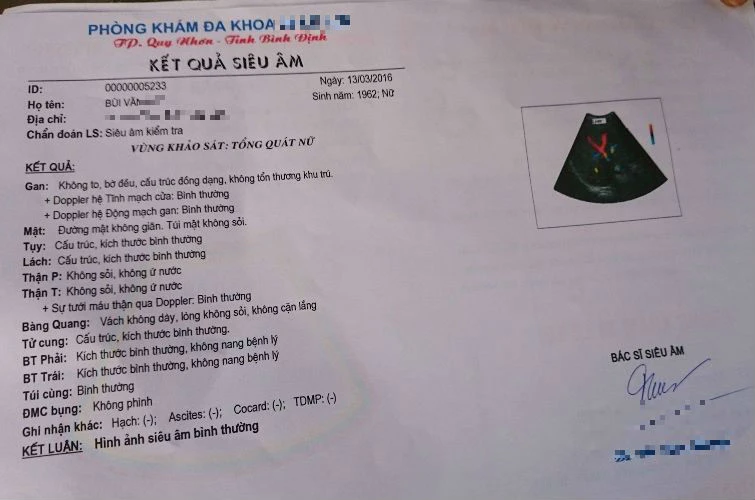 PHÒNG KHÁM ĐA KHOA
TP. Quy Nhơn - Tỉnh Bình Định
KẾT QUẢ SIÊU ÂM
ID: 00000005233
Ngày: 13/03/2016
Họ tên: BÙI VĂN
Sinh năm: 1962; Nữ
Địa chỉ:
Chẩn đoán LS: Siêu âm kiểm tra
VÙNG KHẢO SÁT: TỔNG QUÁT NỮ
KẾT QUẢ:
Gan: Không to, bờ đều, cấu trúc đồng dạng, không tổn thương khu trú.
+ Doppler hệ Tĩnh mạch cửa: Bình thường
+ Doppler hệ Động mạch gan: Bình thường
Mật: Đường mật không giãn. Túi mật không sỏi.
Tụy: Cấu trúc, kích thước bình thường
Lách: Cấu trúc, kích thước bình thường
Thận P: Không sỏi, không ứ nước
Thận T: Không sỏi, không ứ nước
+ Sự tưới máu thận qua Doppler: Bình thường
Bàng Quang: Vách không dày, lòng không sỏi, không cặn lắng
Tử cung: Cấu trúc, kích thước bình thường.
BT Phải: Kích thước bình thường, không nang bệnh lý
BT Trái: Kích thước bình thường, không nang bệnh lý
Túi cùng: Bình thường
ĐMC bụng: Không phình
Ghi nhận khác: Hạch: (-); Ascites: (-); Cocard: (-); TDMP: (-)
KẾT LUẬN: Hình ảnh siêu âm bình thường
BÁC SĨ SIÊU ÂM